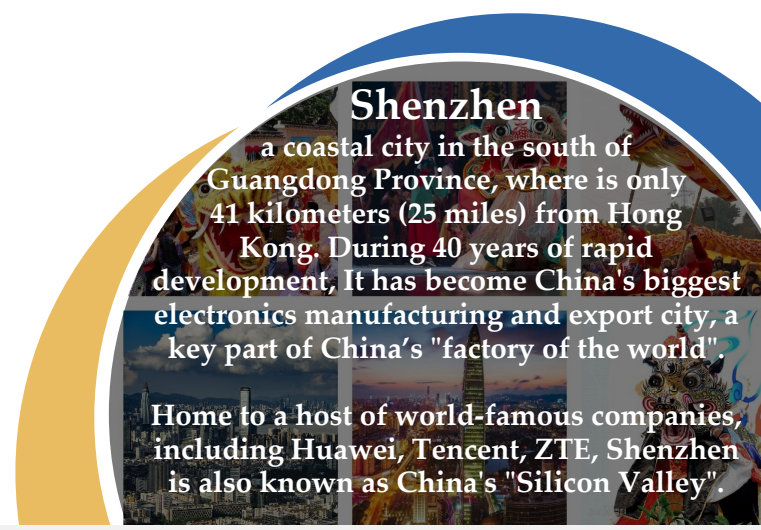 Shenzhen
a coastal city in the south of
Guangdong Province, where is only
41 kilometers (25 miles) from Hong
Kong. During 40 years of rapid
development, It has become China's biggest
electronics manufacturing and export city, a
key part of China’s "factory of the world".
Home to a host of world-famous companies,
including Huawei, Tencent, ZTE, Shenzhen
is also known as China's "Silicon Valley".